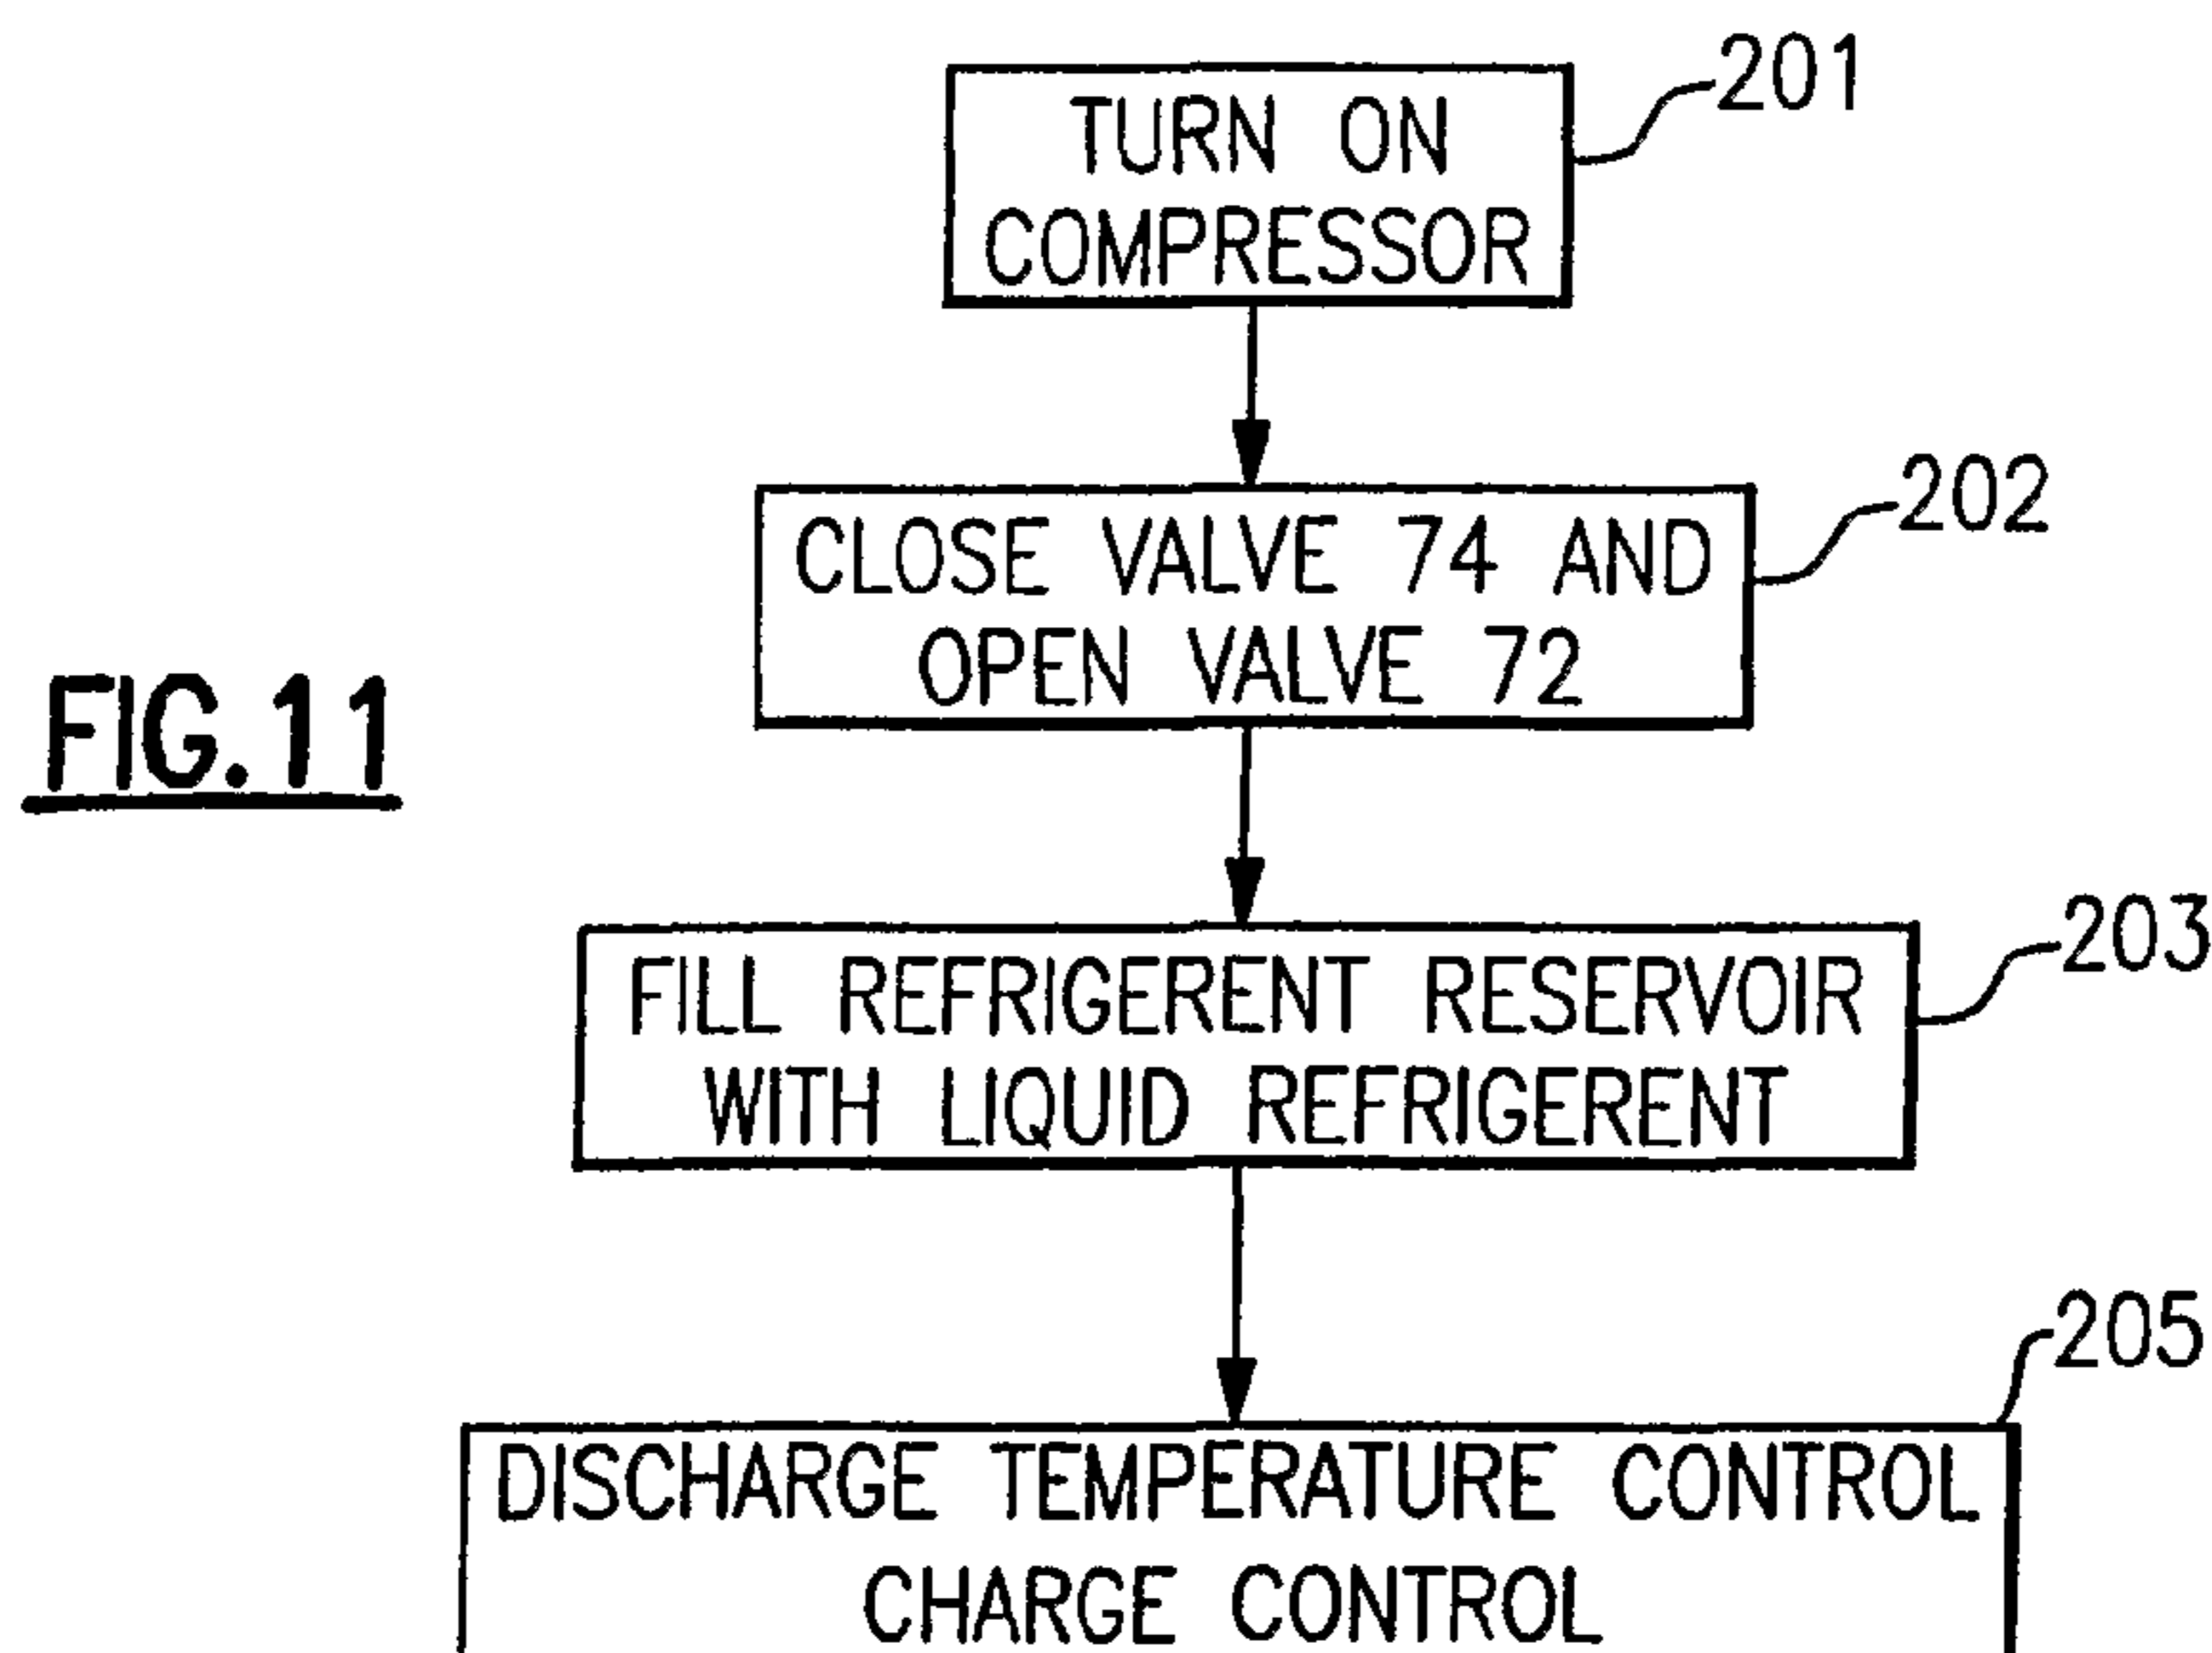 201
TURN ON
COMPRESSOR
202
CLOSE VALVE 74 AND
OPEN VALVE 72
FIG.11
203
FILL REFRIGERENT RESERVOIR
WITH LIQUID REFRIGERENT
205
DISCHARGE TEMPERATURE CONTROL
CHARGE CONTROL